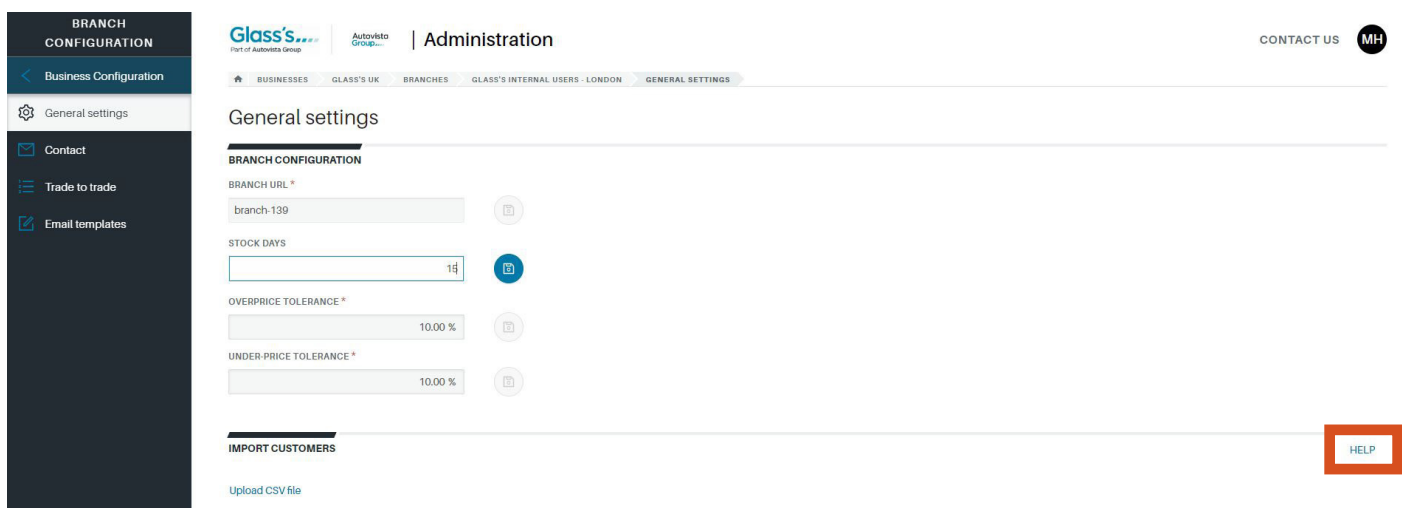 BRANCH
CONFIGURATION
Business Configuration
General settings
Contact
Trade to trade
Email templates
Glass's....
Part of Autovista Group
Autovista
Group....
| Administration
CONTACT US
MH
BUSINESSES GLASS'S UK BRANCHES GLASS'S INTERNAL USERS - LONDON GENERAL SETTINGS
General settings
BRANCH CONFIGURATION
BRANCH URL *
branch-139
STOCK DAYS
15
OVERPRICE TOLERANCE *
10.00 %
UNDER-PRICE TOLERANCE *
10.00 %
IMPORT CUSTOMERS
HELP
Upload CSV file